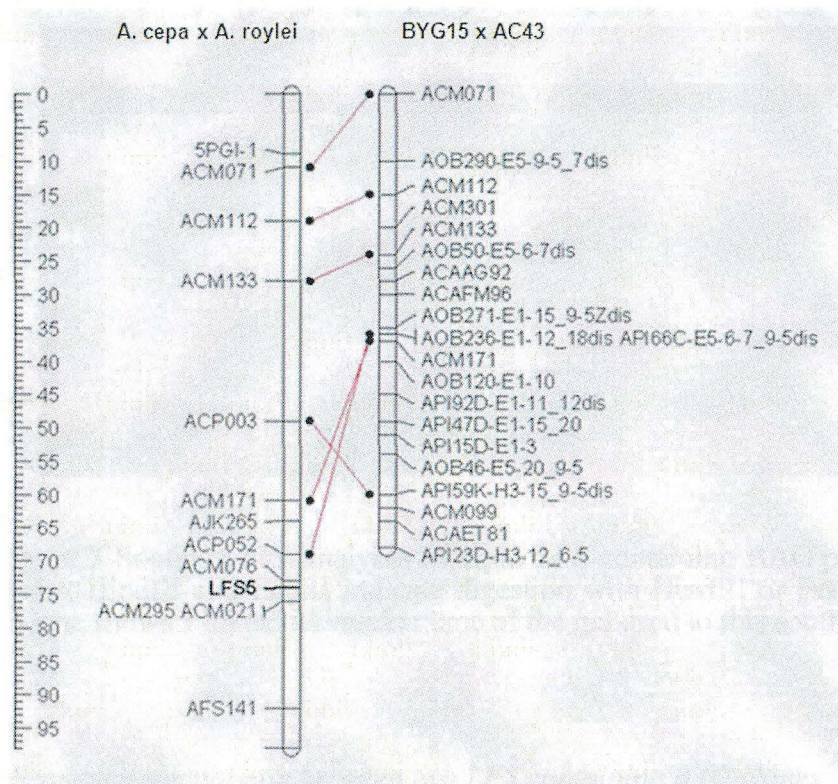 A. cepa x A. roylei
BYG15 x AC43
0
5
10
15
20
25
30
35
40
45
50
55
60
65
70
75
80
85
90
95
5PGI-1
ACM071
ACM112
ACM133
ACP003
ACM171
AJK265
ACP052
ACM076
LFS5
ACM295 ACM021
AFS141
ACM071
AOB290-E5-9-5_7dis
ACM112
ACM301
ACM133
AOB50-E5-6-7dis
ACAAG92
ACAFM96
AOB271-E1-15_9-5Zdis
AOB236-E1-12_18dis API66C-E5-6-7_9-5dis
ACM171
AOB120-E1-10
API92D-E1-11_12dis
API47D-E1-15_20
API15D-E1-3
AOB46-E5-20_9-5
API59K-H3-15_9-5dis
ACM099
ACAET81
API23D-H3-12_6-5